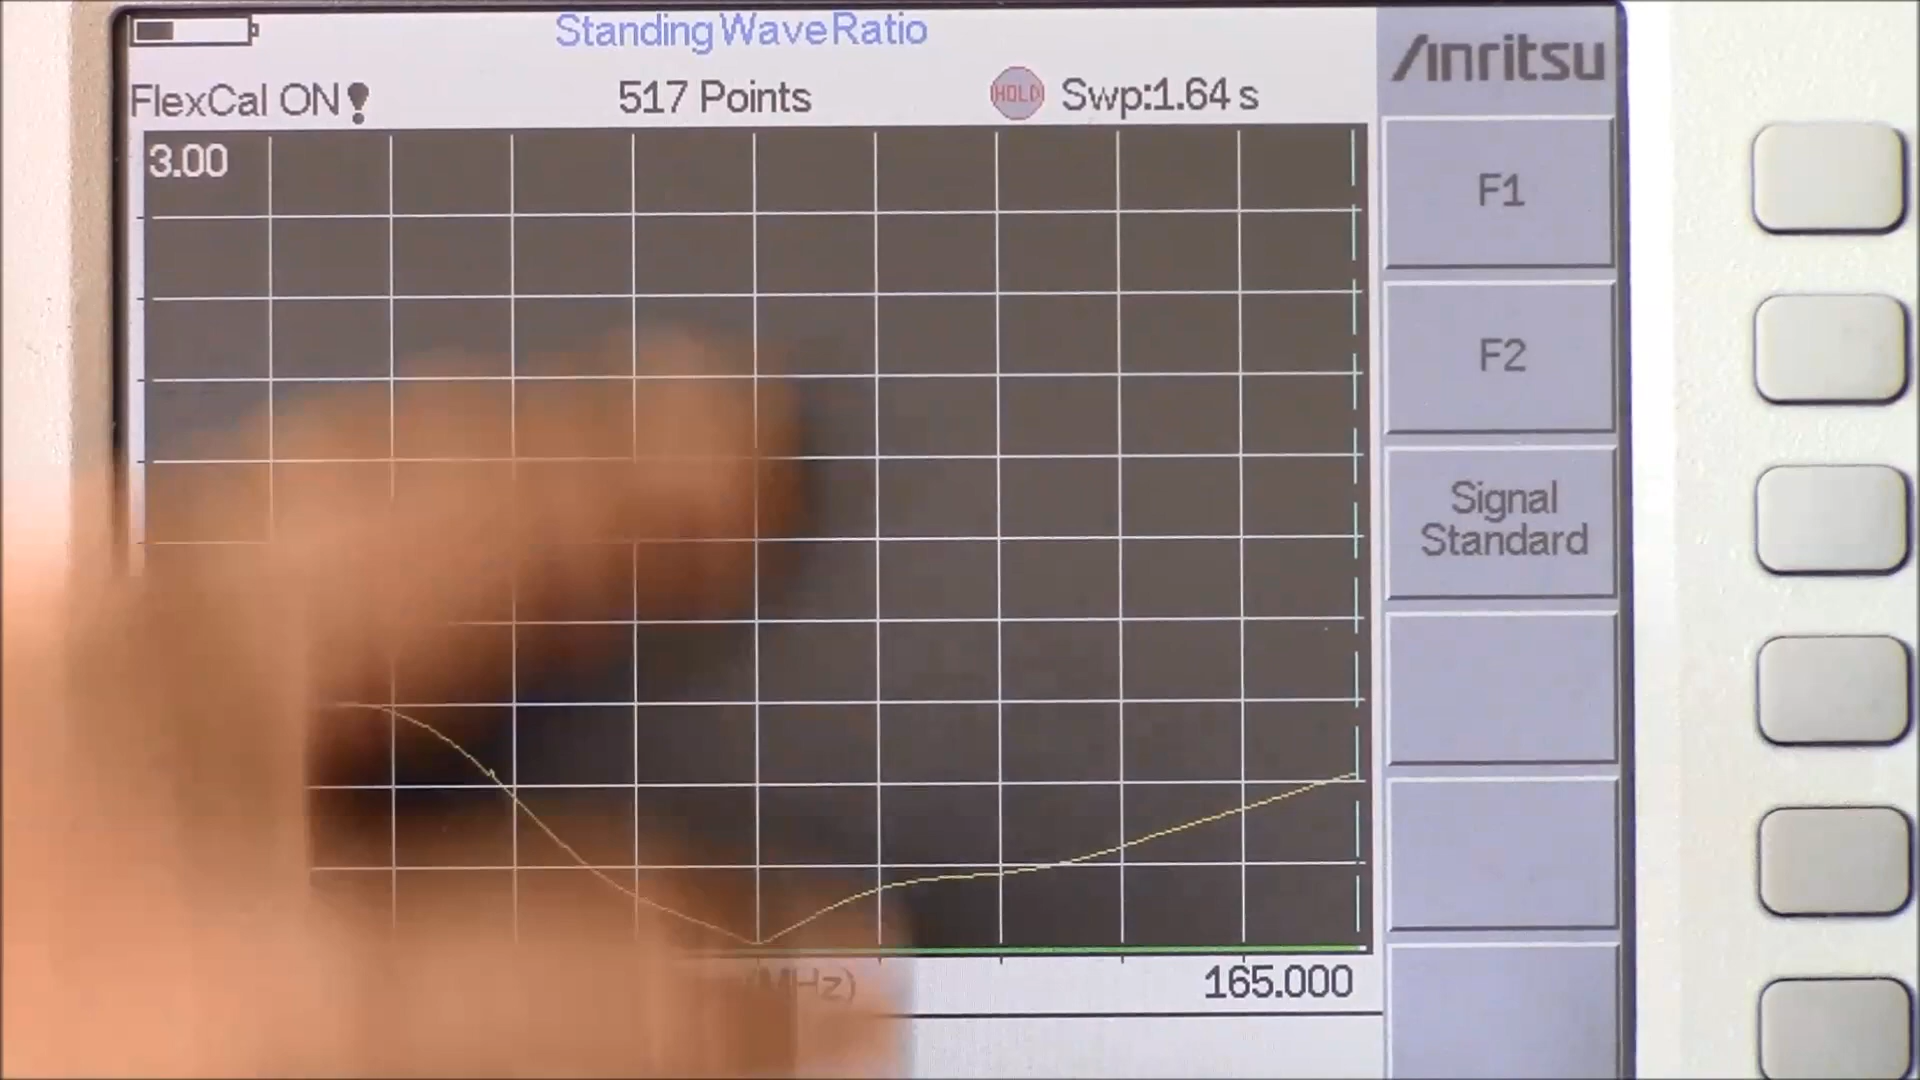 Standing Wave Ratio
Anritsu
FlexCal ON!
517 Points
HOLD
Swp:1.64 s
3.00
F1
F2
Signal
Standard
(MHz)
165.000